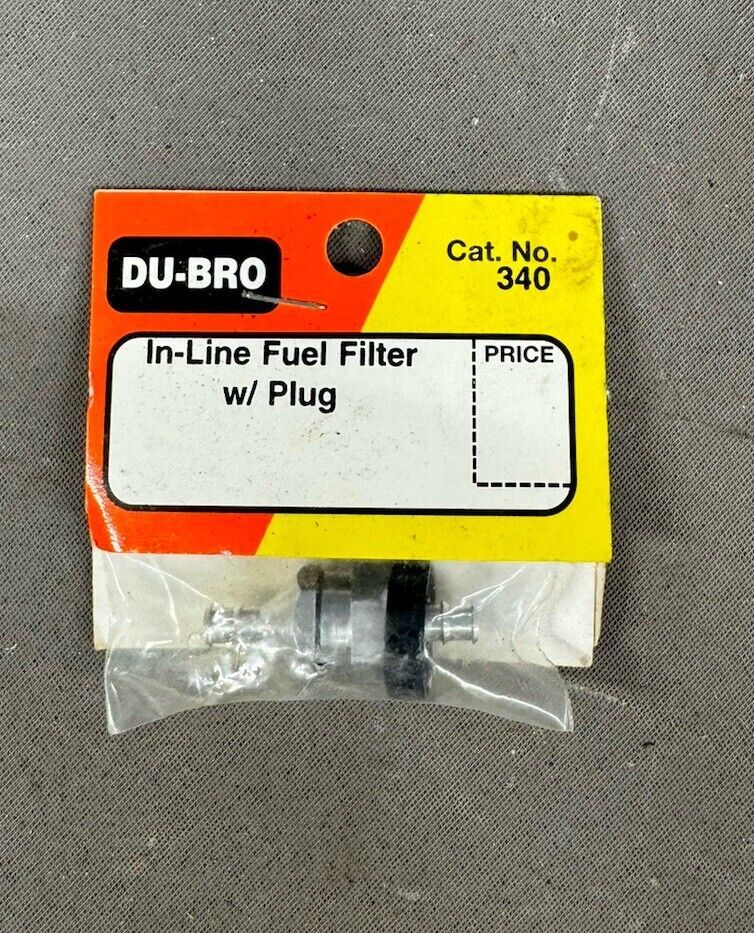 DU-BRO
Cat. No.
340
In-Line Fuel Filter
w/ Plug
PRICE